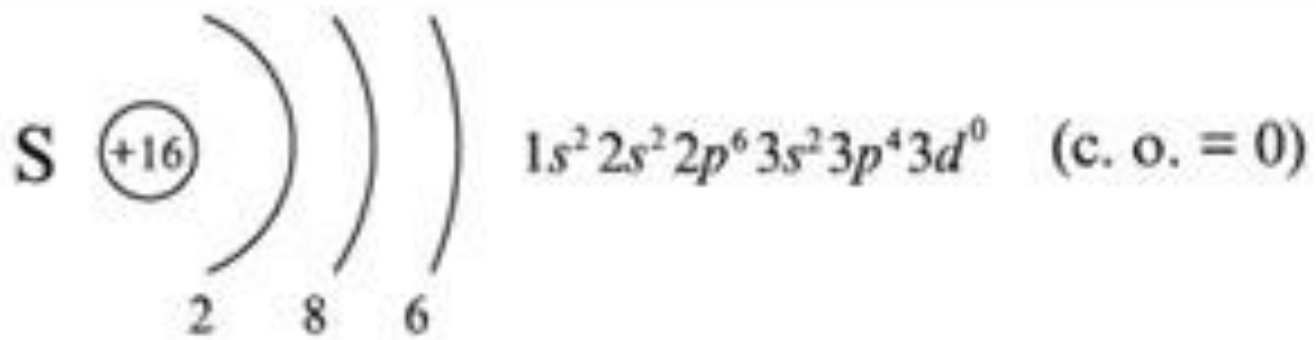 S +16 1s² 2s² 2p⁶ 3s² 3p⁴ 3d⁰ (с. о. = 0)
2 8 6